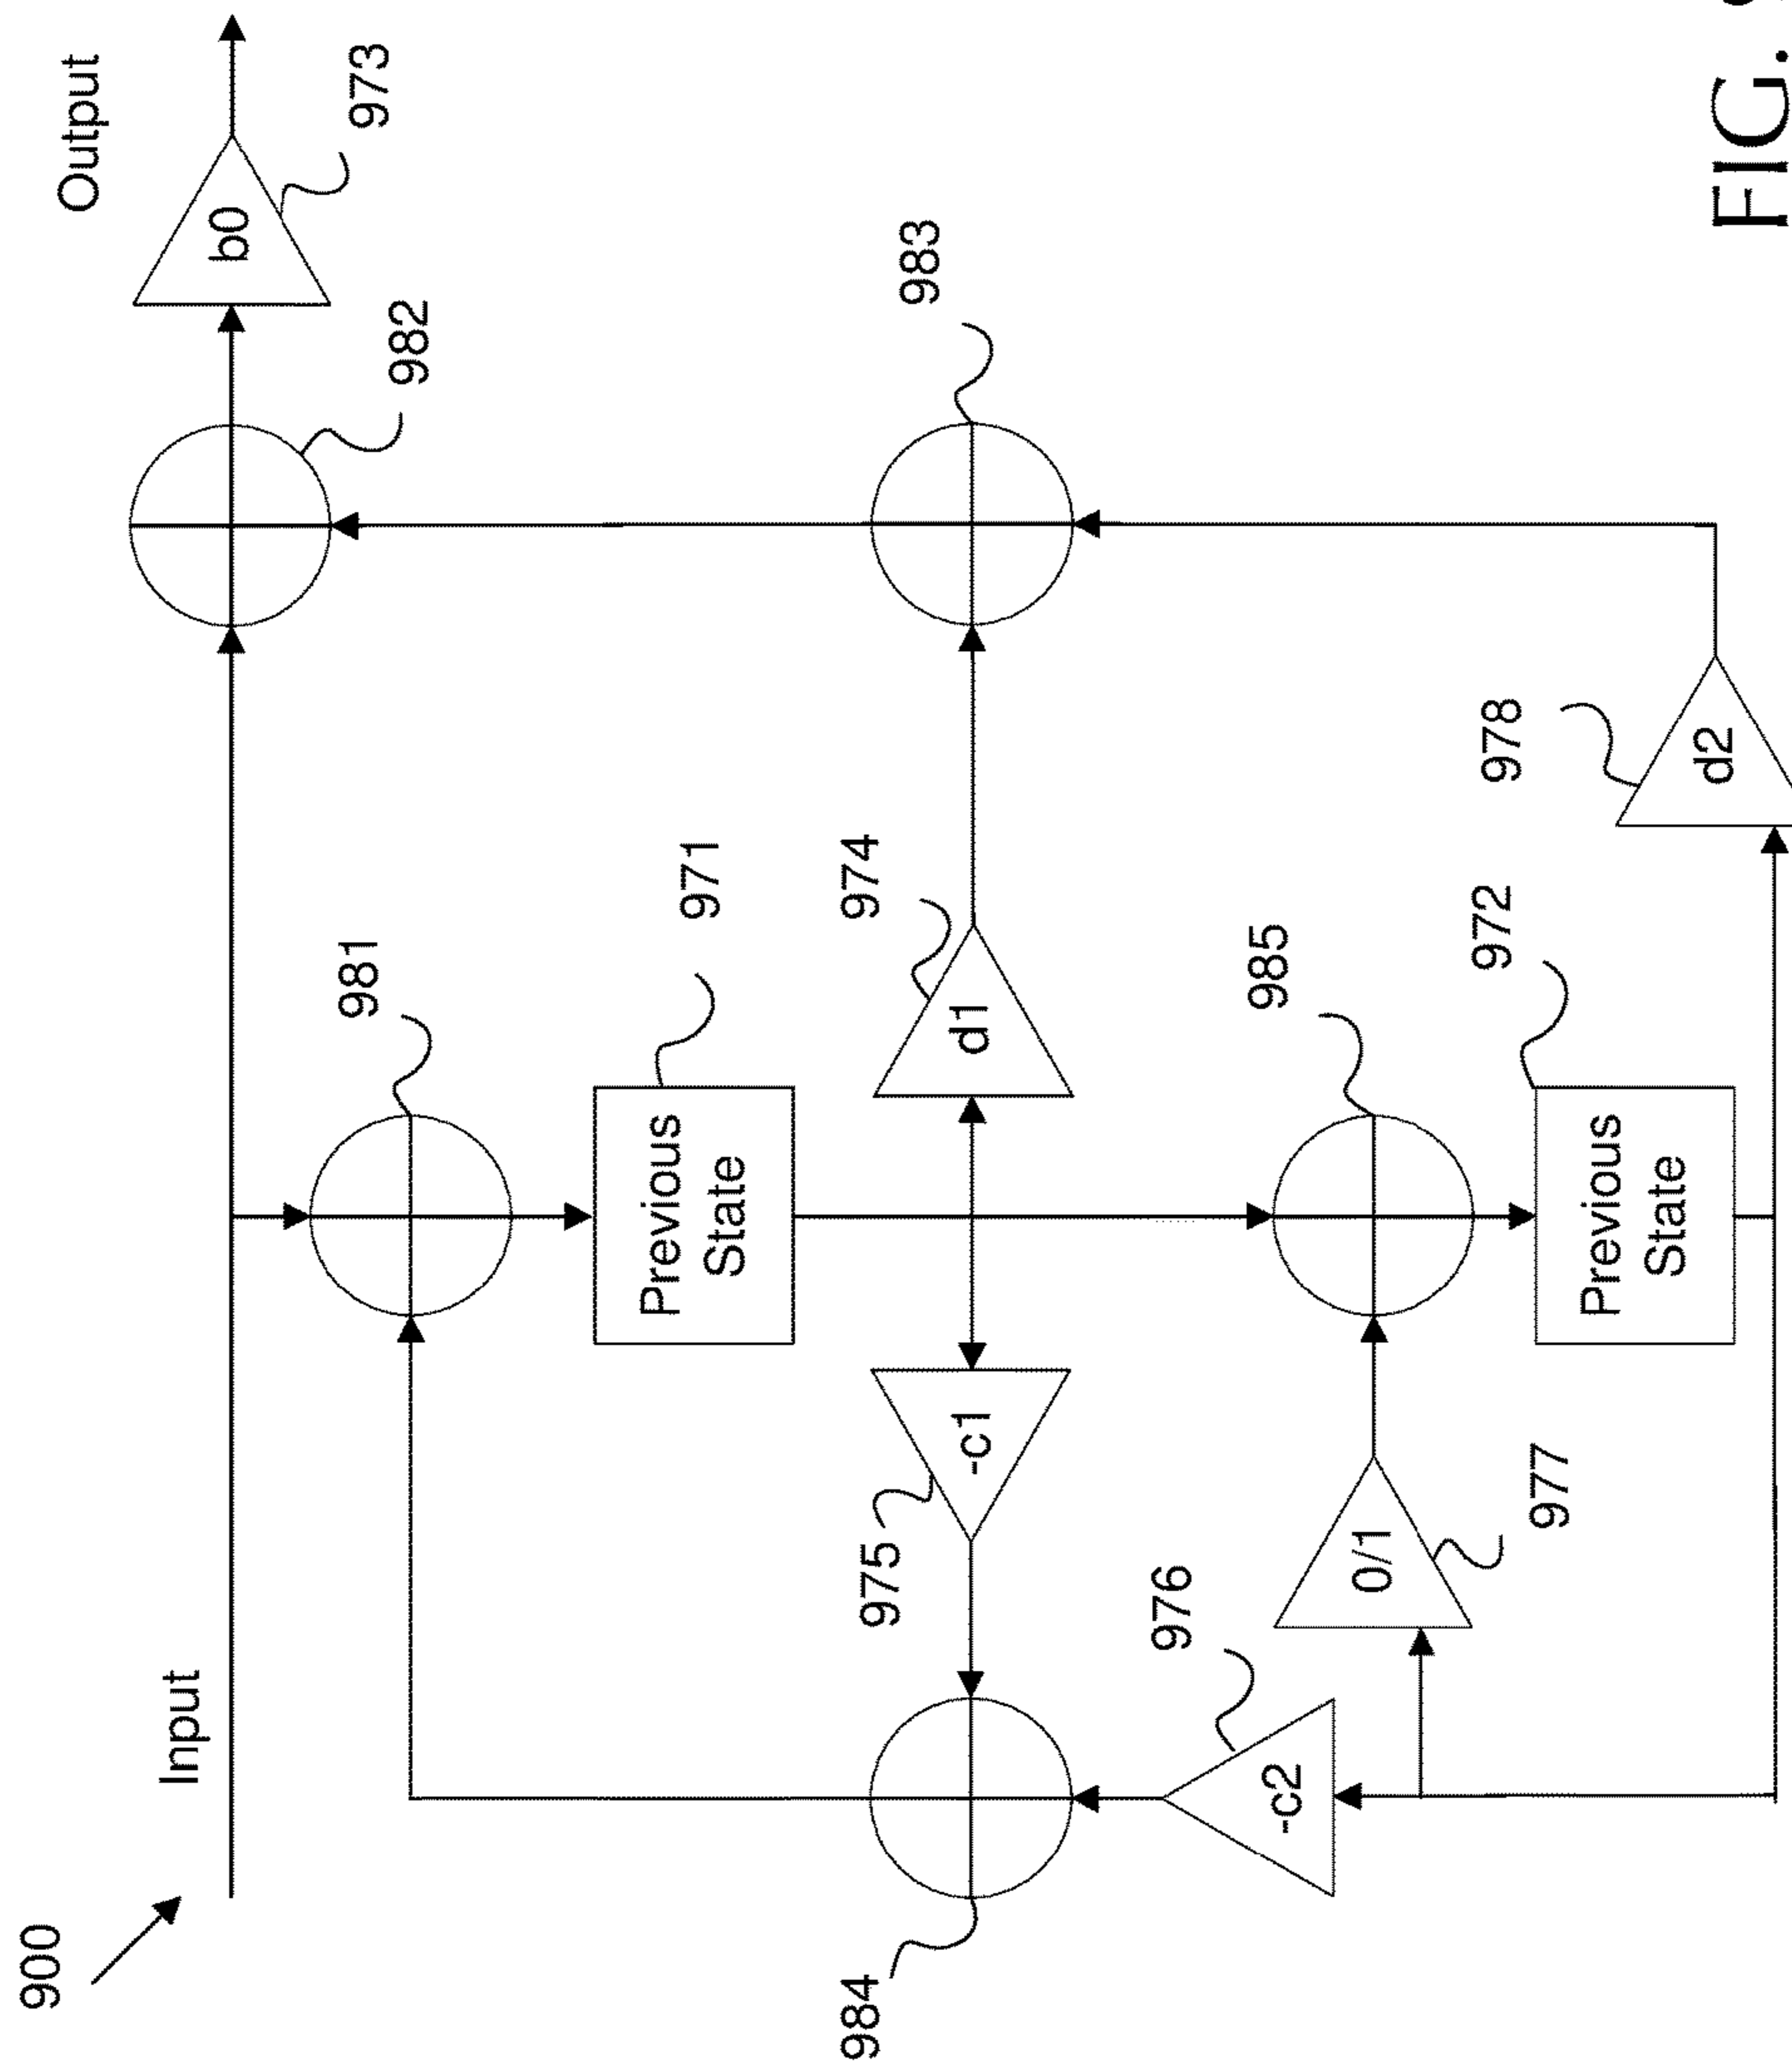 900
Output
Input
b0
973
981
982
Previous
State
971
984
975
-c1
974
d1
983
976
-c2
0/1
977
985
972
Previous
State
978
d2
FIG.